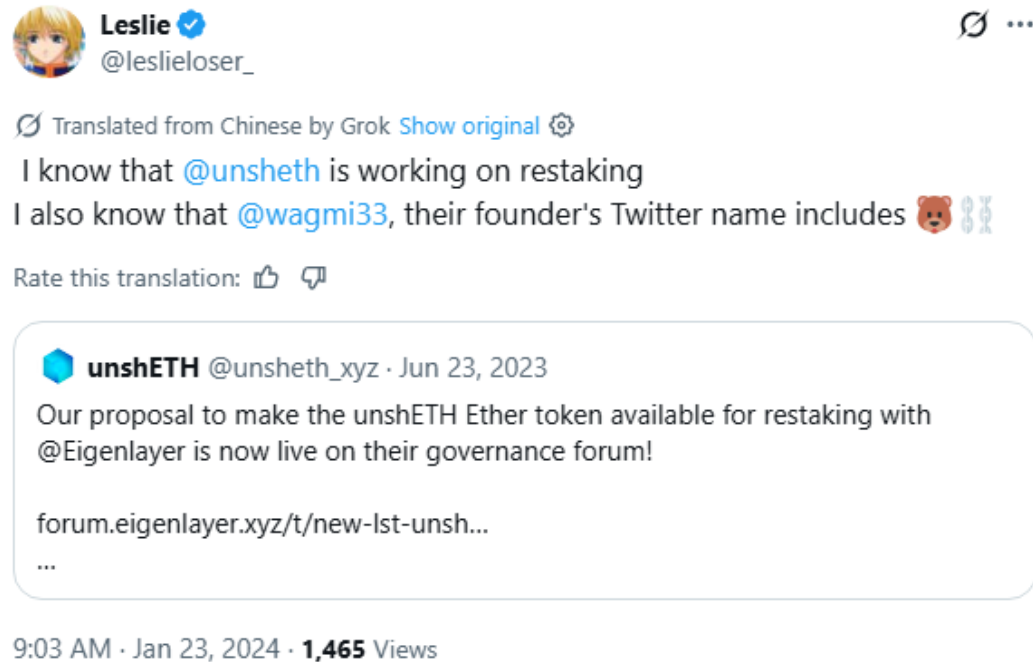 Leslie
@leslieloser_
Translated from Chinese by Grok Show original
I know that @unsheth is working on restaking
I also know that @wagmi33, their founder's Twitter name includes 🐻⛓️
Rate this translation:
unshETH @unsheth_xyz · Jun 23, 2023
Our proposal to make the unshETH Ether token available for restaking with
@Eigenlayer is now live on their governance forum!
forum.eigenlayer.xyz/t/new-lst-unsh...
...
9:03 AM · Jan 23, 2024 · 1,465 Views